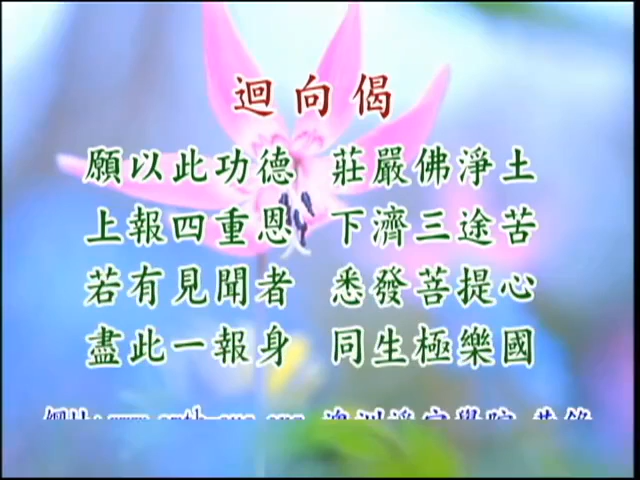 迴向偈
願以此功德 莊嚴佛淨土
上報四重恩 下濟三途苦
若有見聞者 悉發菩提心
盡此一報身 同生極樂國